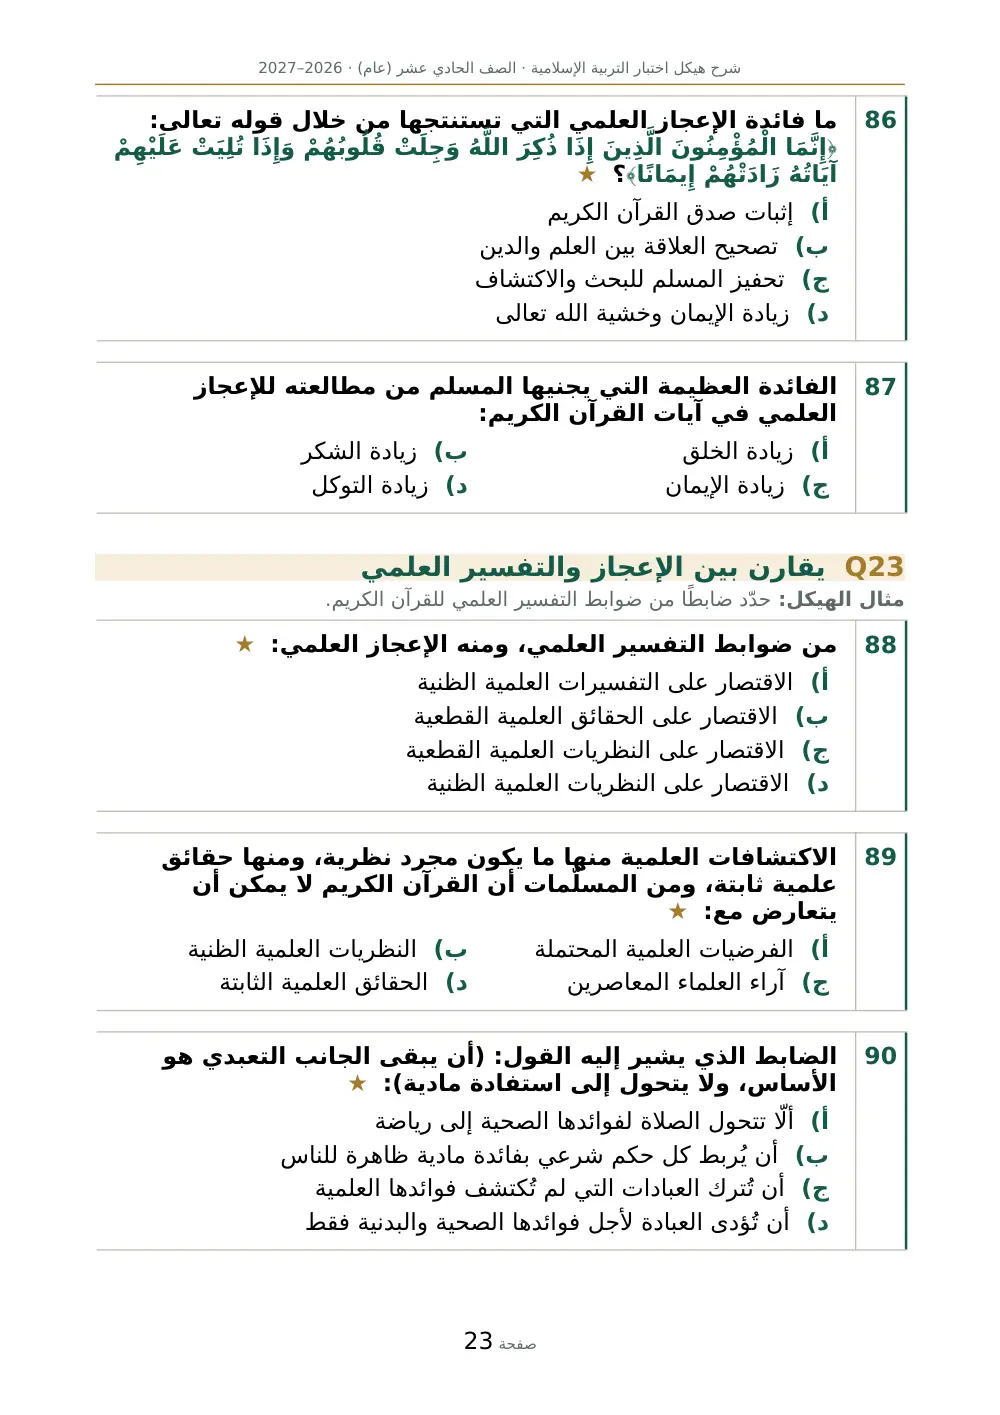 شرح هيكل اختبار التربية الإسلامية · الصف الحادي عشر (عام) · 2026–2027
86 ما فائدة الإعجاز العلمي التي تستنتجها من خلال قوله تعالى:
﴿إِنَّمَا الْمُؤْمِنُونَ الَّذِينَ إِذَا ذُكِرَ اللَّهُ وَجِلَتْ قُلُوبُهُمْ وَإِذَا تُلِيَتْ عَلَيْهِمْ
آيَاتُهُ زَادَتْهُمْ إِيمَانًا﴾؟ ★
أ) إثبات صدق القرآن الكريم
ب) تصحيح العلاقة بين العلم والدين
ج) تحفيز المسلم للبحث والاكتشاف
د) زيادة الإيمان وخشية الله تعالى
87 الفائدة العظيمة التي يجنيها المسلم من مطالعته للإعجاز
العلمي في آيات القرآن الكريم:
أ) زيادة الخلق ب) زيادة الشكر
ج) زيادة الإيمان د) زيادة التوكل
Q23 يقارن بين الإعجاز والتفسير العلمي
مثال الهيكل: حدّد ضابطًا من ضوابط التفسير العلمي للقرآن الكريم.
88 من ضوابط التفسير العلمي، ومنه الإعجاز العلمي: ★
أ) الاقتصار على التفسيرات العلمية الظنية
ب) الاقتصار على الحقائق العلمية القطعية
ج) الاقتصار على النظريات العلمية القطعية
د) الاقتصار على النظريات العلمية الظنية
89 الاكتشافات العلمية منها ما يكون مجرد نظرية، ومنها حقائق
علمية ثابتة، ومن المسلّمات أن القرآن الكريم لا يمكن أن
يتعارض مع: ★
أ) الفرضيات العلمية المحتملة ب) النظريات العلمية الظنية
ج) آراء العلماء المعاصرين د) الحقائق العلمية الثابتة
90 الضابط الذي يشير إليه القول: (أن يبقى الجانب التعبدي هو
الأساس، ولا يتحول إلى استفادة مادية): ★
أ) ألّا تتحول الصلاة لفوائدها الصحية إلى رياضة
ب) أن يُربط كل حكم شرعي بفائدة مادية ظاهرة للناس
ج) أن تُترك العبادات التي لم تُكتشف فوائدها العلمية
د) أن تُؤدى العبادة لأجل فوائدها الصحية والبدنية فقط
صفحة 23